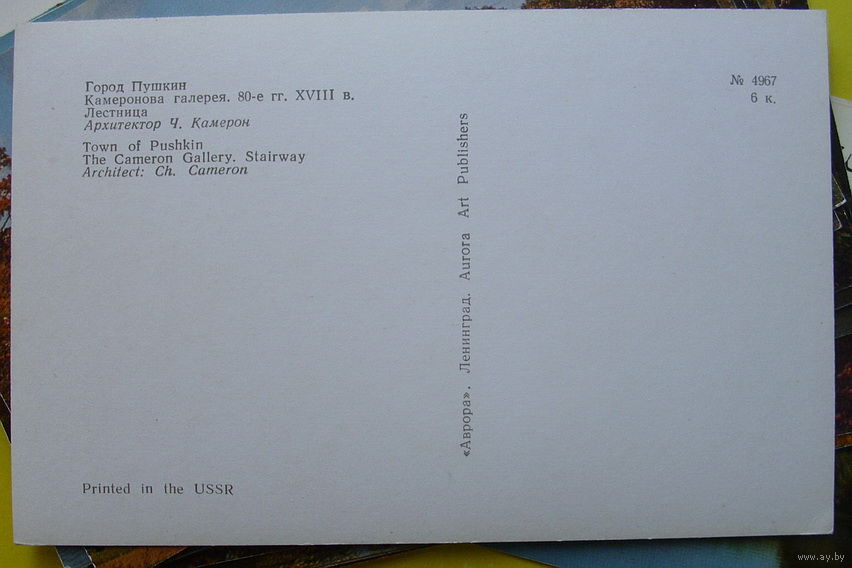 Город Пушкин
Камеронова галерея. 80-е гг. XVIII в.
Лестница
Архитектор Ч. Камерон
Town of Pushkin
The Cameron Gallery. Stairway
Architect: Ch. Cameron
№ 4967
6 к.
«Аврора». Ленинград. Aurora Art Publishers
Printed in the USSR
www.ay.by